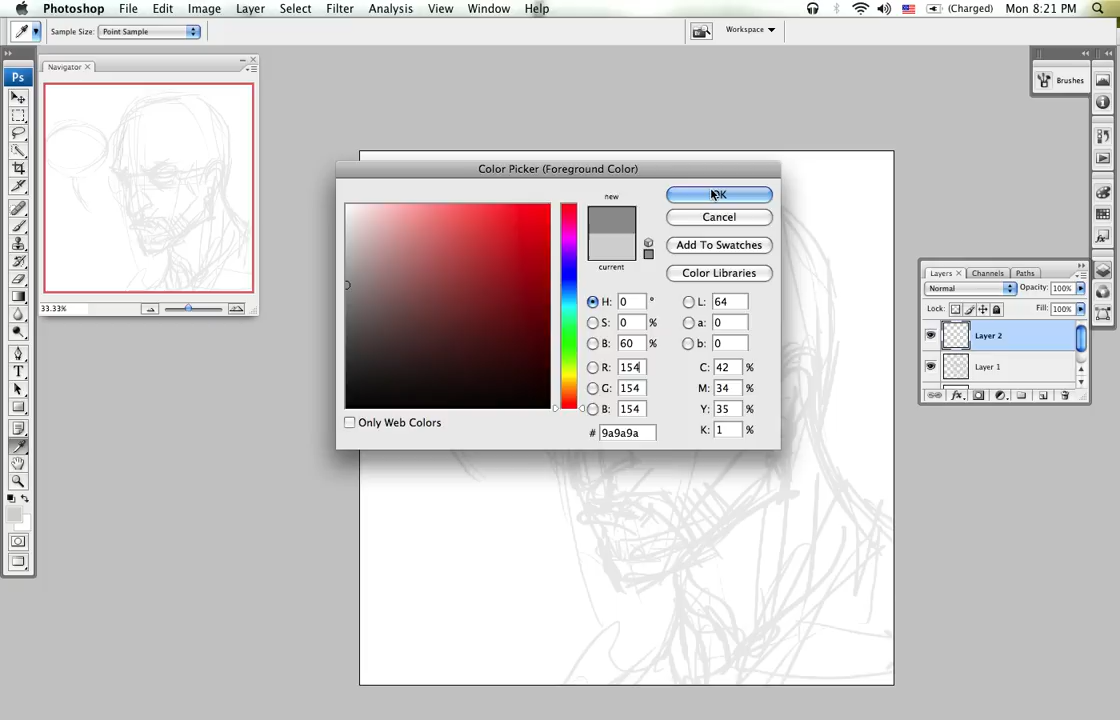 Photoshop File Edit Image Layer Select Filter Analysis View Window Help (Charged) Mon 8:21 PM
Sample Size: Point Sample Workspace
Navigator
Brushes
Ps
33.33%
Color Picker (Foreground Color)
new
current
OK
Cancel
Add To Swatches
Color Libraries
H: 0 ° L: 64
S: 0 % a: 0
B: 60 % b: 0
R: 154 C: 42 %
G: 154 M: 34 %
B: 154 Y: 35 %
# 9a9a9a K: 1 %
Only Web Colors
Layers Channels Paths
Normal Opacity: 100%
Lock: Fill: 100%
Layer 2
Layer 1